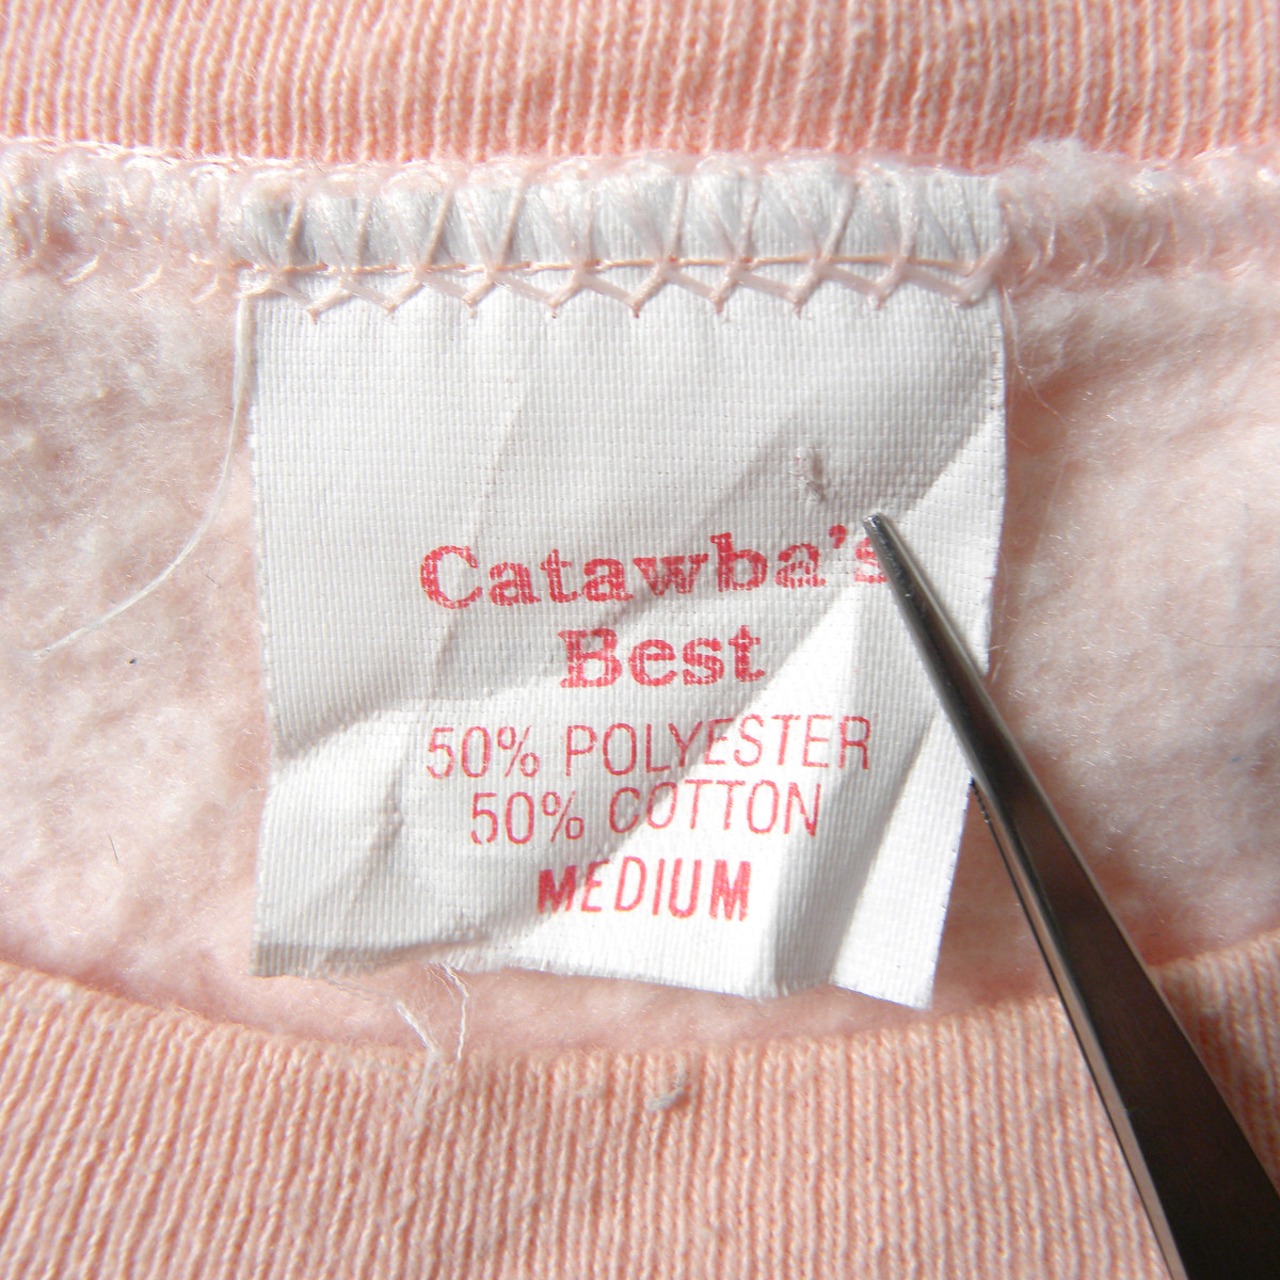 Catawba's
Best
50% POLYESTER
50% COTTON
MEDIUM